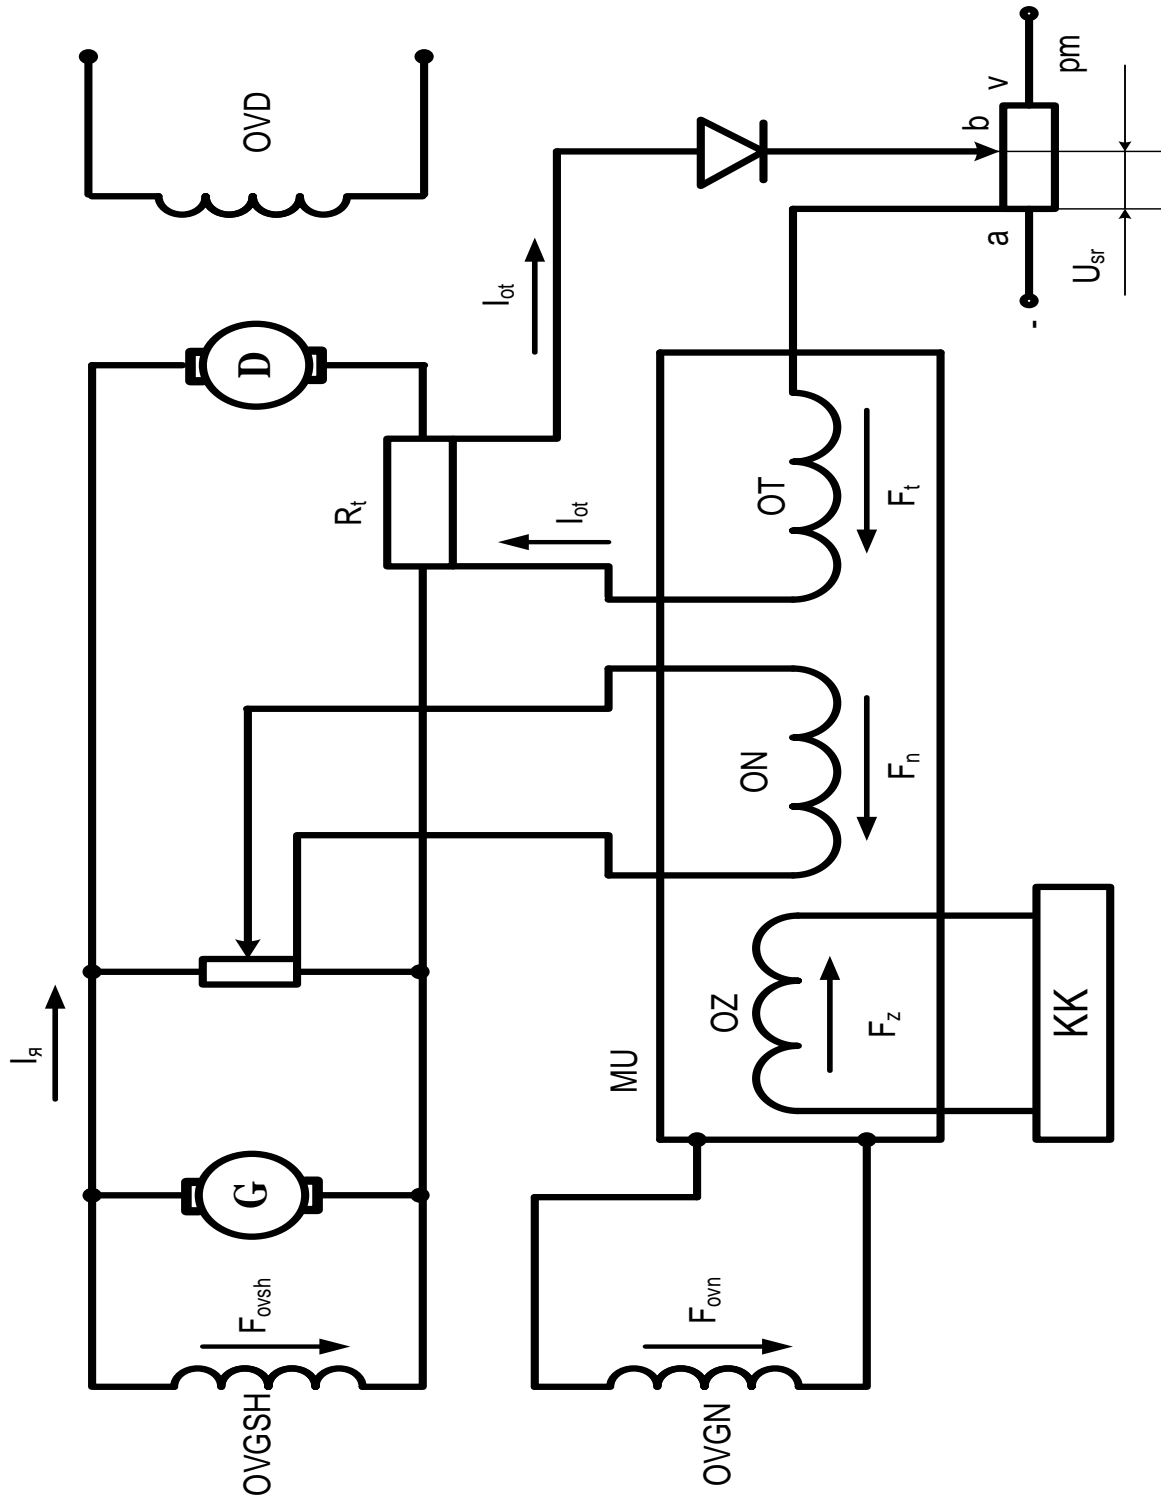 Iя
OVGSH
Fovsh
G
D
OVD
Rt
Iot
Iot
MU
OVGN
Fovn
OZ
ON
OT
Fz
Fn
Ft
a
b
v
-
KK
Usr
pm